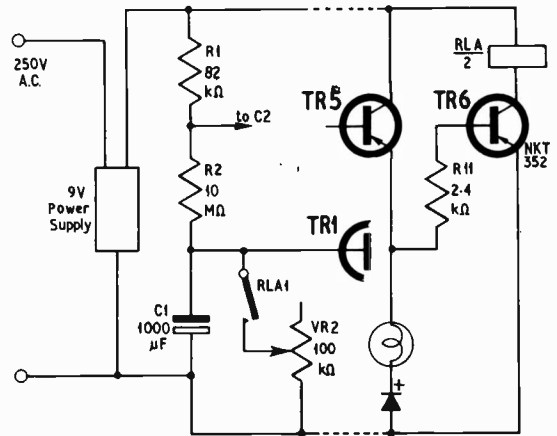 250V
A.C.
9V
Power
Supply
R1
82
kΩ
to C2
R2
10
MΩ
C1
1000
µF
RLA1
VR2
100
kΩ
TR1
TR5
TR6
RLA
2
NKT
352
R11
2·4
kΩ
+